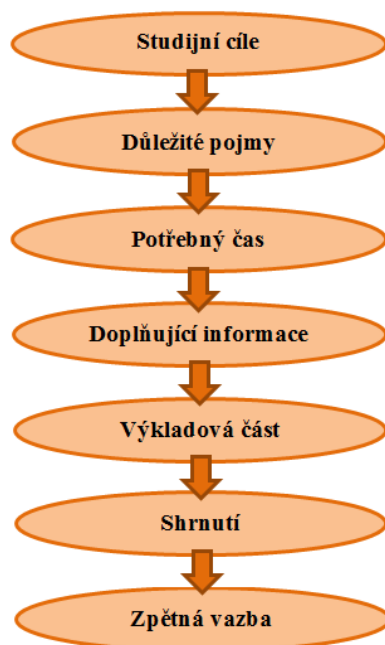 Studijní cíle
Důležité pojmy
Potřebný čas
Doplňující informace
Výkladová část
Shrnutí
Zpětná vazba